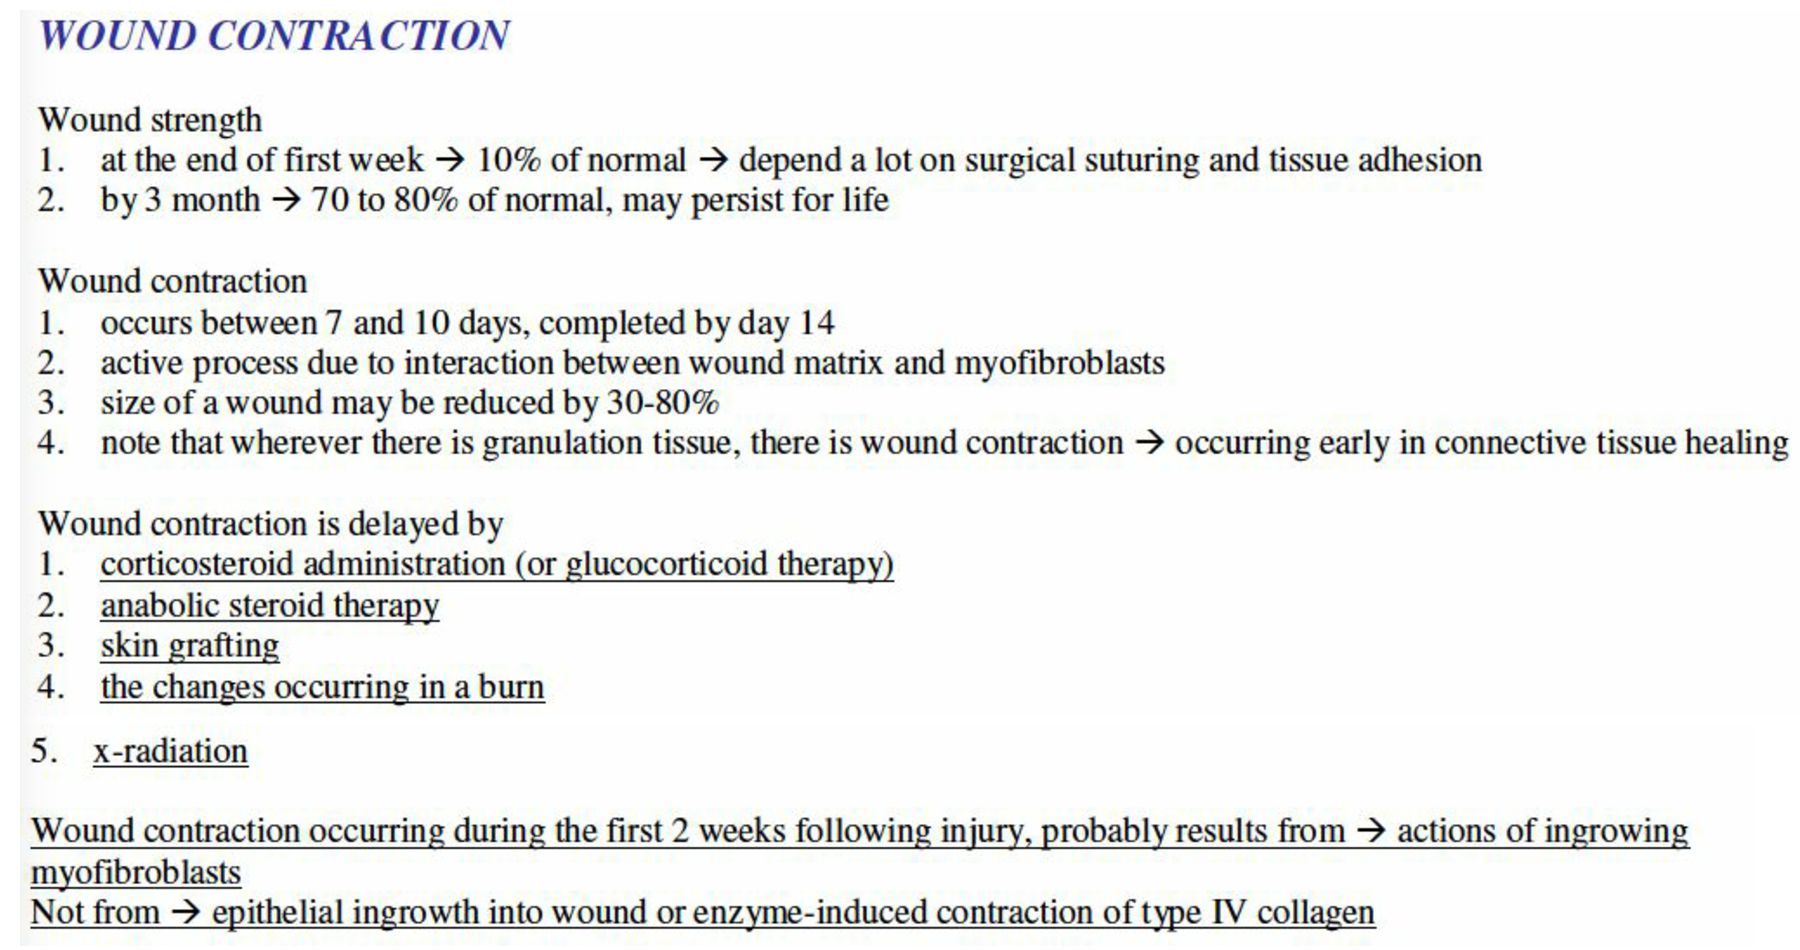 WOUND CONTRACTION
Wound strength
1. at the end of first week → 10% of normal → depend a lot on surgical suturing and tissue adhesion
2. by 3 month → 70 to 80% of normal, may persist for life
Wound contraction
1. occurs between 7 and 10 days, completed by day 14
2. active process due to interaction between wound matrix and myofibroblasts
3. size of a wound may be reduced by 30-80%
4. note that wherever there is granulation tissue, there is wound contraction → occurring early in connective tissue healing
Wound contraction is delayed by
1. corticosteroid administration (or glucocorticoid therapy)
2. anabolic steroid therapy
3. skin grafting
4. the changes occurring in a burn
5. x-radiation
Wound contraction occurring during the first 2 weeks following injury, probably results from → actions of ingrowing
myofibroblasts
Not from → epithelial ingrowth into wound or enzyme-induced contraction of type IV collagen